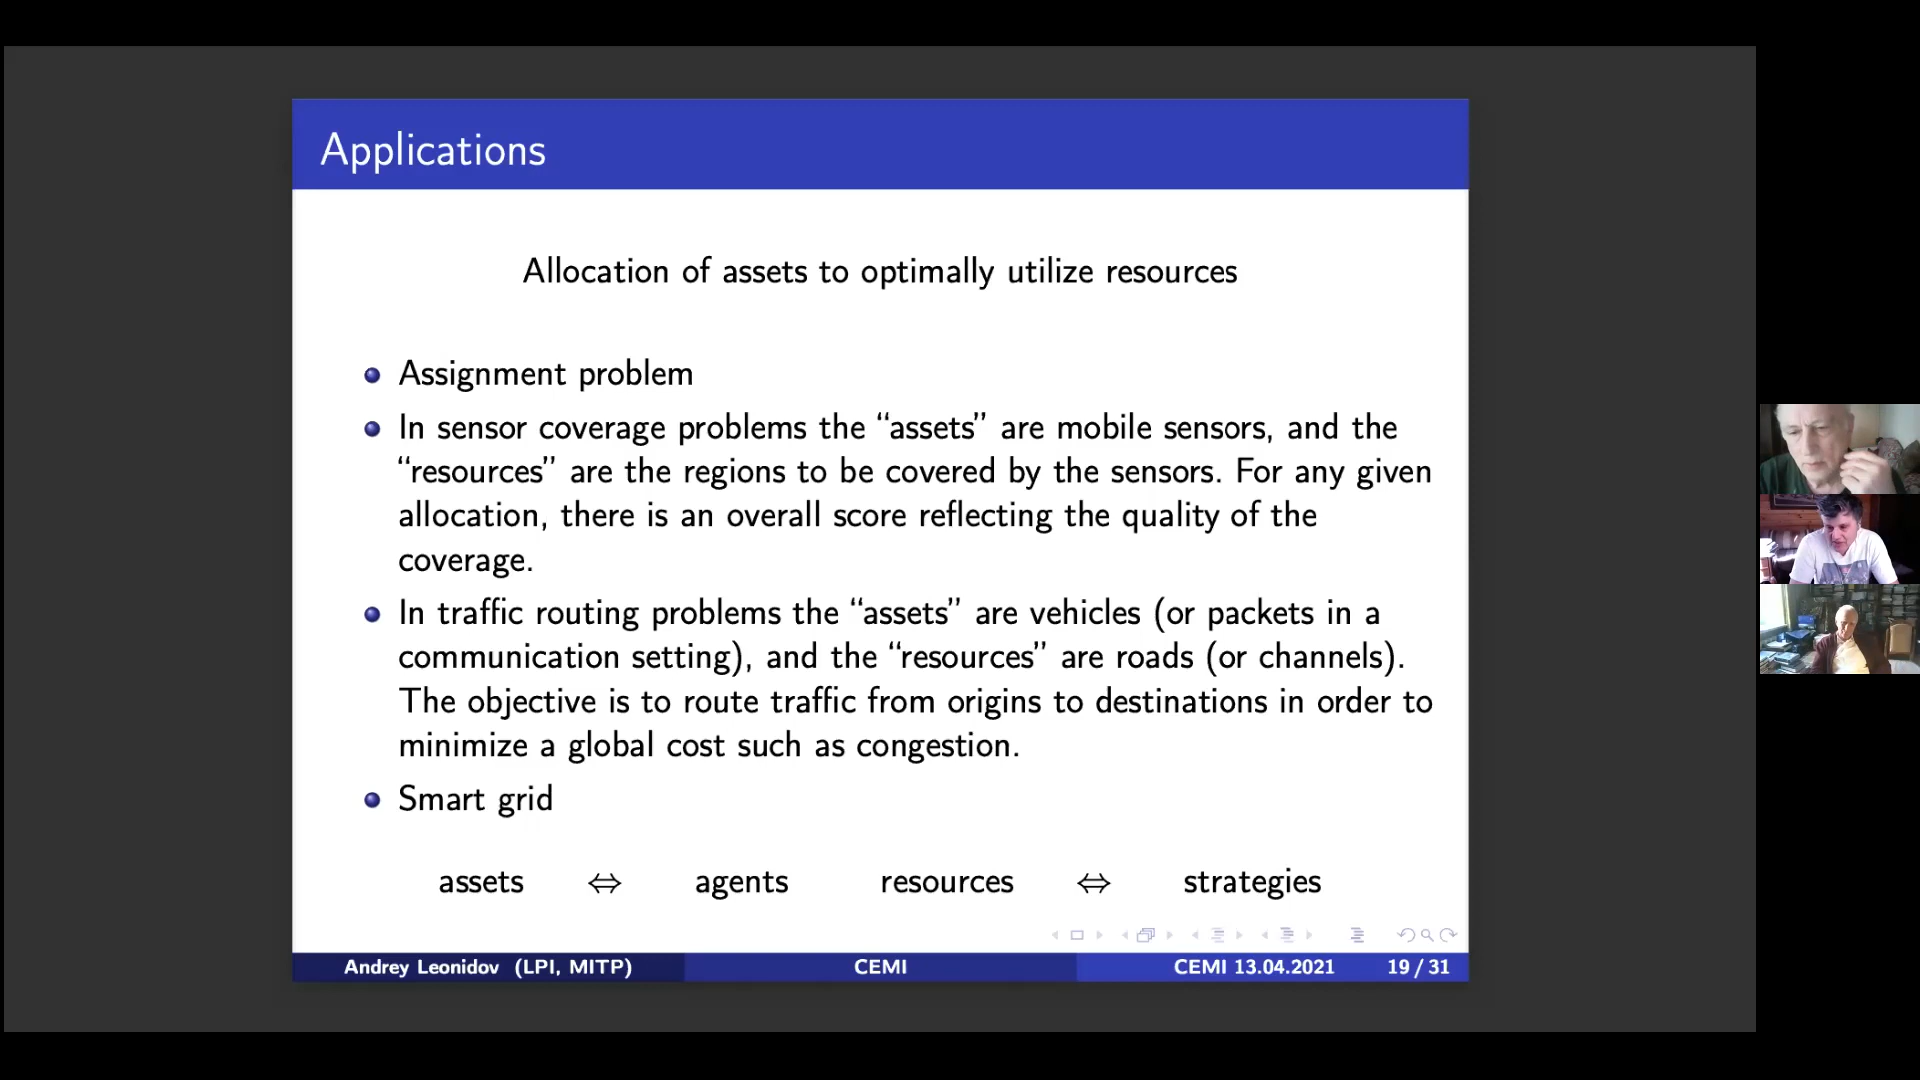 Applications
Allocation of assets to optimally utilize resources
Assignment problem
In sensor coverage problems the “assets” are mobile sensors, and the
“resources” are the regions to be covered by the sensors. For any given
allocation, there is an overall score reflecting the quality of the
coverage.
In traffic routing problems the “assets” are vehicles (or packets in a
communication setting), and the “resources” are roads (or channels).
The objective is to route traffic from origins to destinations in order to
minimize a global cost such as congestion.
Smart grid
assets ⇔ agents resources ⇔ strategies
Andrey Leonidov (LPI, MITP) CEMI CEMI 13.04.2021 19 / 31